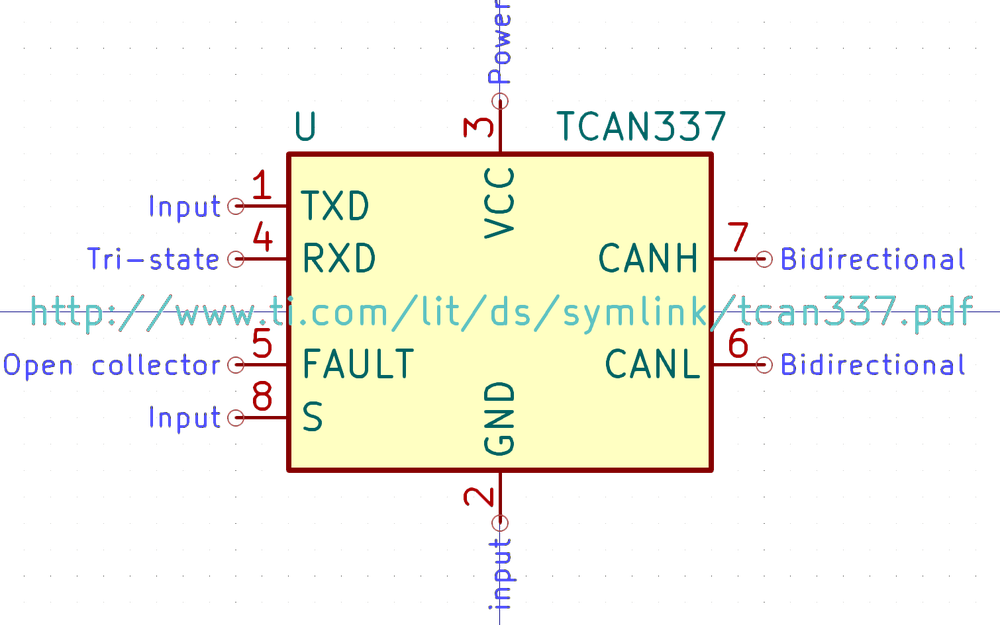 Power
U
TCAN337
3
1
Input
TXD
VCC
4
Tri-state
RXD
CANH
7
Bidirectional
http://www.ti.com/lit/ds/symlink/tcan337.pdf
5
Open collector
FAULT
CANL
6
Bidirectional
8
Input
S
GND
2
input